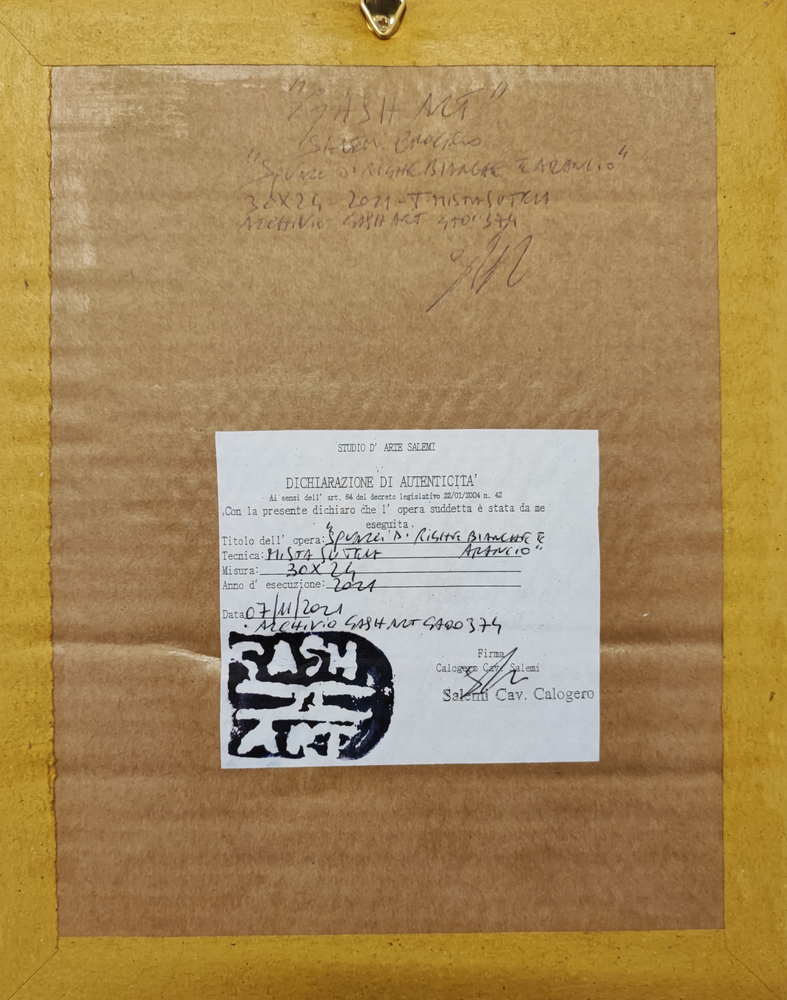 "GASH ART"
SALEMI CALOGERO
"SPUNZI DI RIGHE BIANCHE E ARANCIO"
30X24 - 2021 - T. MISTA SU TELA
ARCHIVIO GASH ART GA00374
STUDIO D' ARTE SALEMI
DICHIARAZIONE DI AUTENTICITA'
Ai sensi dell' art. 64 del decreto legislativo 22/01/2004 n. 42
Con la presente dichiaro che l' opera suddetta è stata da me
eseguita.
Titolo dell' opera: "SPUNZI DI RIGHE BIANCHE E
Tecnica: MISTA SU TELA ARANCIO"
Misura: 30X24
Anno d' esecuzione: 2021
Data 07/11/2021
ARCHIVIO GASH ART GA00374
GASH
ART
Firma
Calogero Cav. Salemi
Salemi Cav. Calogero